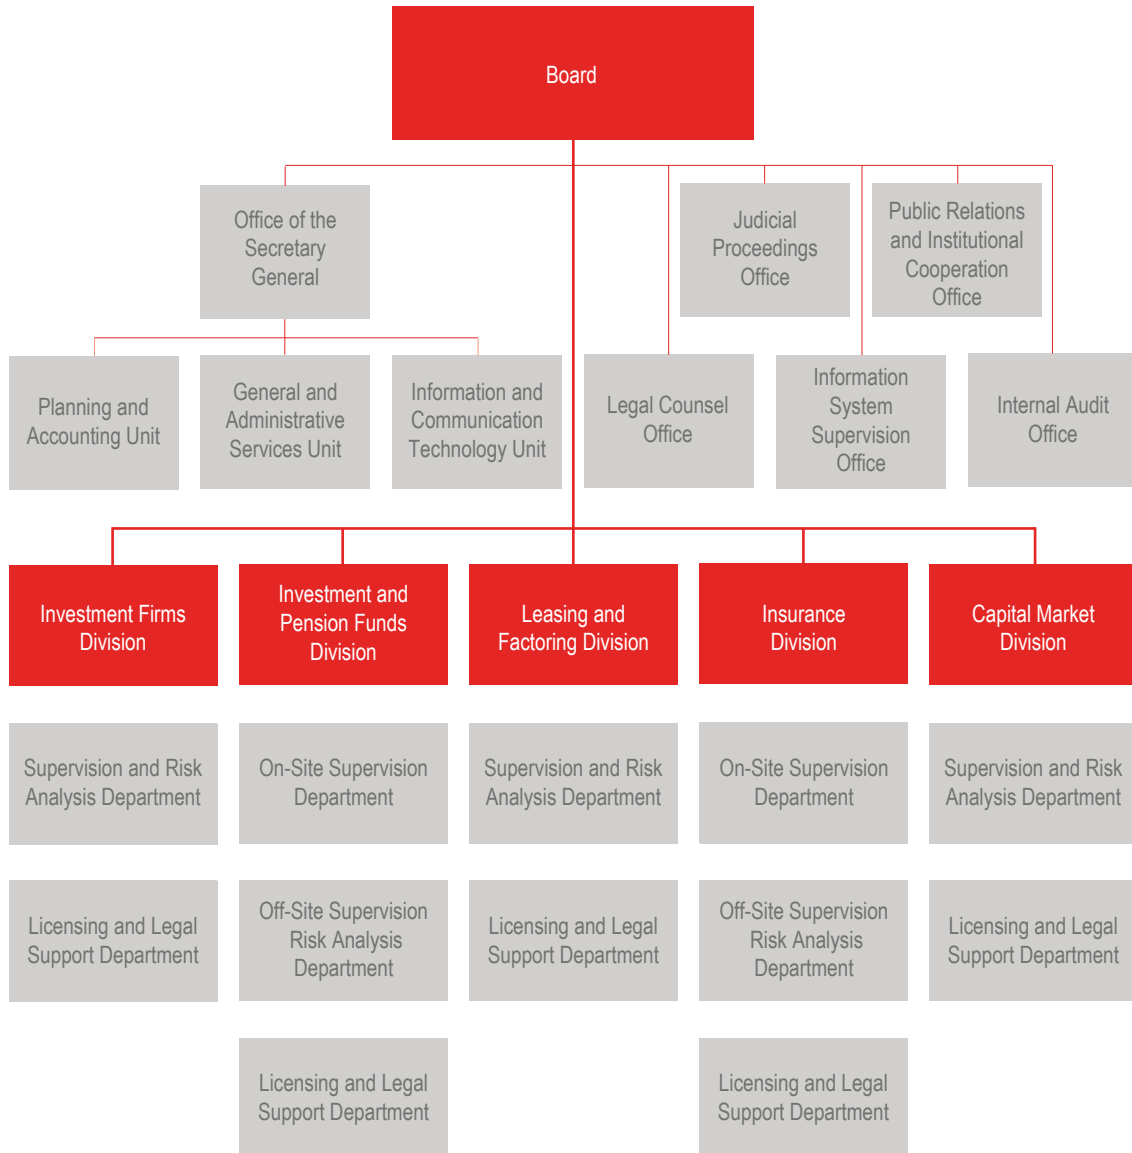 Board
Office of the
Secretary
General
Judicial
Proceedings
Office
Public Relations
and Institutional
Cooperation
Office
Planning and
Accounting Unit
General and
Administrative
Services Unit
Information and
Communication
Technology Unit
Legal Counsel
Office
Information
System
Supervision
Office
Internal Audit
Office
Investment Firms
Division
Investment and
Pension Funds
Division
Leasing and
Factoring Division
Insurance
Division
Capital Market
Division
Supervision and Risk
Analysis Department
On-Site Supervision
Department
Supervision and Risk
Analysis Department
On-Site Supervision
Department
Supervision and Risk
Analysis Department
Licensing and Legal
Support Department
Off-Site Supervision
Risk Analysis
Department
Licensing and Legal
Support Department
Off-Site Supervision
Risk Analysis
Department
Licensing and Legal
Support Department
Licensing and Legal
Support Department
Licensing and Legal
Support Department